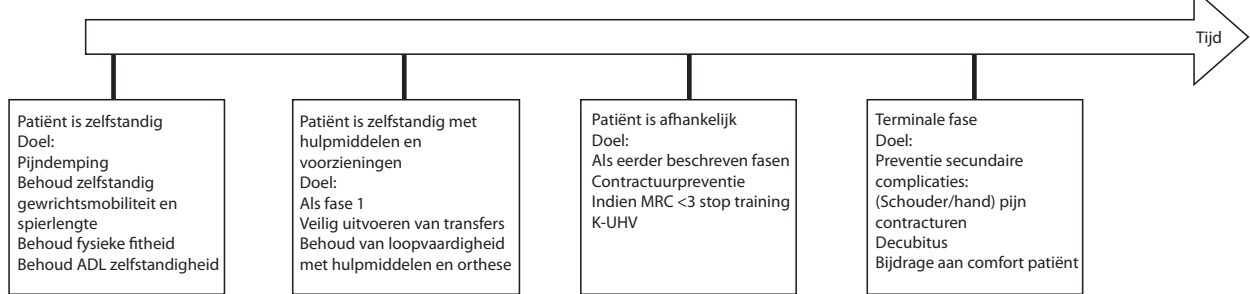 Tijd
Patiënt is zelfstandig
Doel:
Pijndemping
Behoud zelfstandig
gewrichtsmobiliteit en
spierlengte
Behoud fysieke fitheid
Behoud ADL zelfstandigheid
Patiënt is zelfstandig met
hulpmiddelen en
voorzieningen
Doel:
Als fase 1
Veilig uitvoeren van transfers
Behoud van loopvaardigheid
met hulpmiddelen en orthese
Patiënt is afhankelijk
Doel:
Als eerder beschreven fasen
Contractuurpreventie
Indien MRC <3 stop training
K-UHV
Terminale fase
Doel:
Preventie secundaire
complicaties:
(Schouder/hand) pijn
contracturen
Decubitus
Bijdrage aan comfort patiënt